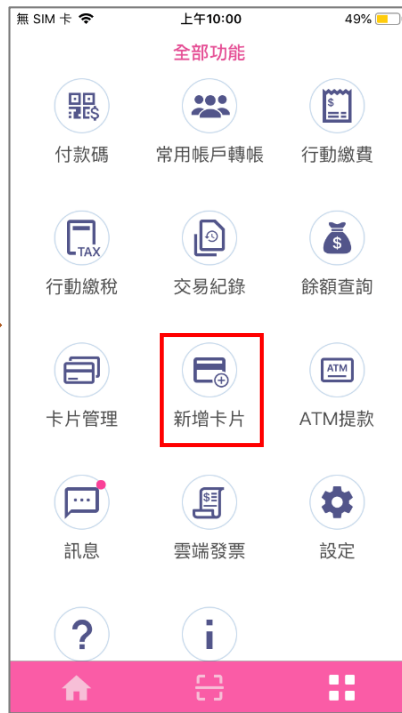 無 SIM 卡 上午10:00 49%
全部功能
付款碼 常用帳戶轉帳 行動繳費
TAX
行動繳稅 交易紀錄 餘額查詢
ATM
卡片管理 新增卡片 ATM提款
訊息 雲端發票 設定